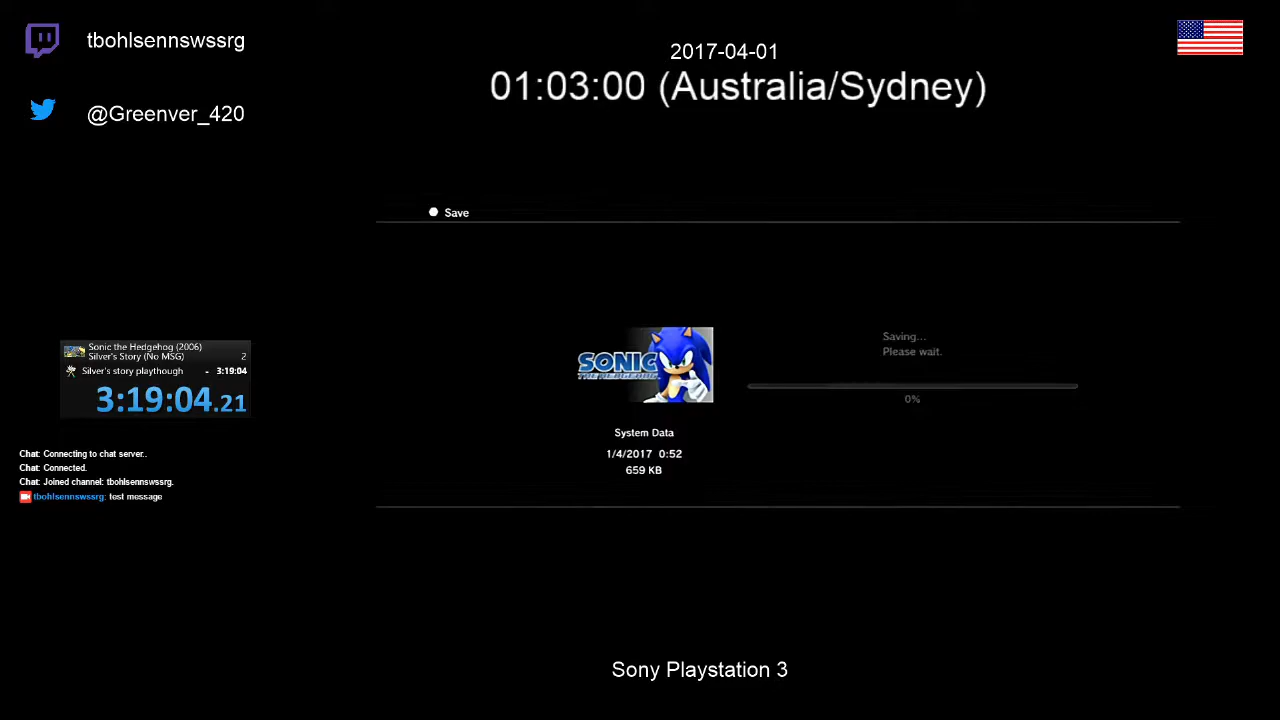 tbohlsennswssrg
@Greenver_420
2017-04-01
01:03:00 (Australia/Sydney)
Save
SONIC
THE HEDGEHOG
Saving...
Please wait.
0%
System Data
1/4/2017 0:52
659 KB
Sonic the Hedgehog (2006)
Silver's Story (No MSG) 2
Silver's story playthough - 3:19:04
3:19:04.21
Chat: Connecting to chat server..
Chat: Connected.
Chat: Joined channel: tbohlsennswssrg.
tbohlsennswssrg: test message
Sony Playstation 3